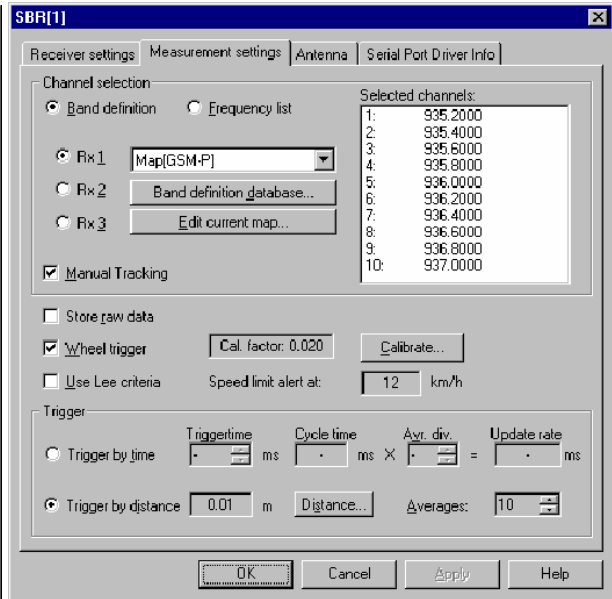 SBR[1]
Receiver settings Measurement settings Antenna Serial Port Driver Info
Channel selection
Band definition Frequency list
Rx 1 Map[GSM-P]
Rx 2 Band definition database...
Rx 3 Edit current map...
Manual Tracking
Selected channels:
1: 935.2000
2: 935.4000
3: 935.6000
4: 935.8000
5: 936.0000
6: 936.2000
7: 936.4000
8: 936.6000
9: 936.8000
10: 937.0000
Store raw data
Wheel trigger Cal. factor: 0.020 Calibrate...
Use Lee criteria Speed limit alert at: 12 km/h
Trigger
Triggertime Cycle time Avr. div. Update rate
Trigger by time - ms - ms X - = - ms
Trigger by distance 0.01 m Distance... Averages: 10
OK Cancel Apply Help